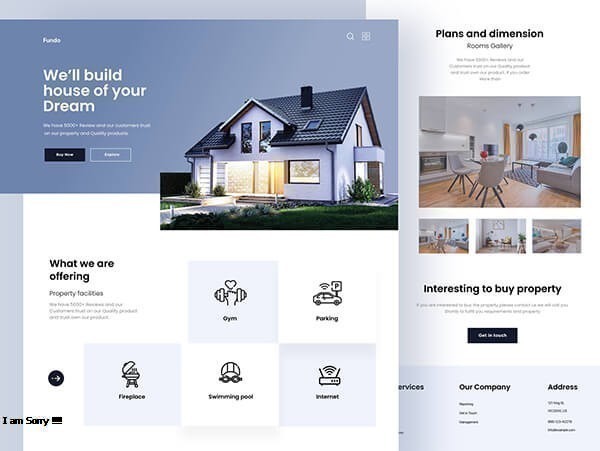 Fundo
We'll build
house of your
Dream
We have 5000+ Review and our customers trust
on our property and Quality products
Buy Now
Explore
What we are
offering
Property facilities
We have 5000+ Reviews and our
Customers trust on our Quality product
and trust own our product.
Gym
Parking
Fireplace
Swimming pool
Internet
I am Sorry !!!!
Plans and dimension
Rooms Gallery
We have 5000+ Reviews and our
Customers trust on our Quality product
and trust own our product, if you order
More than
Interesting to buy property
If you are interested to buy the property please contact us we will call you
Shortly to fulfil you requirements and property
Get in touch
ervices
Our Company
Reporting
Get in Touch
Management
Address